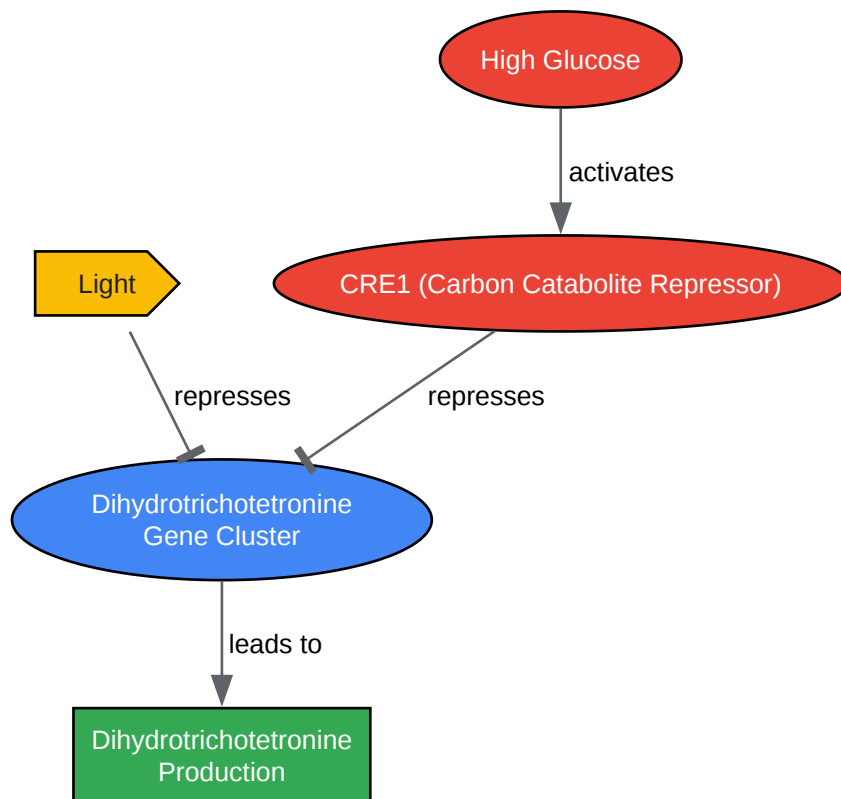 High Glucose
activates
Light
CRE1 (Carbon Catabolite Repressor)
represses
represses
Dihydrotrichotetronine
Gene Cluster
leads to
Dihydrotrichotetronine
Production